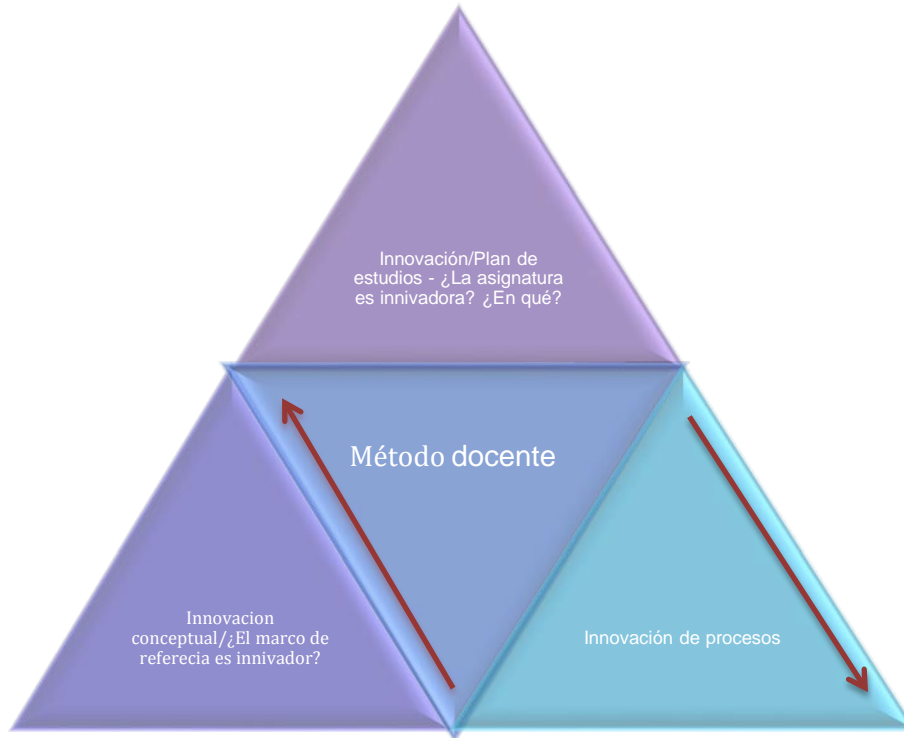 Innovación/Plan de
estudios - ¿La asignatura
es innivadora? ¿En qué?
Método docente
Innovacion
conceptual/¿El marco de
referecia es innivador?
Innovación de procesos